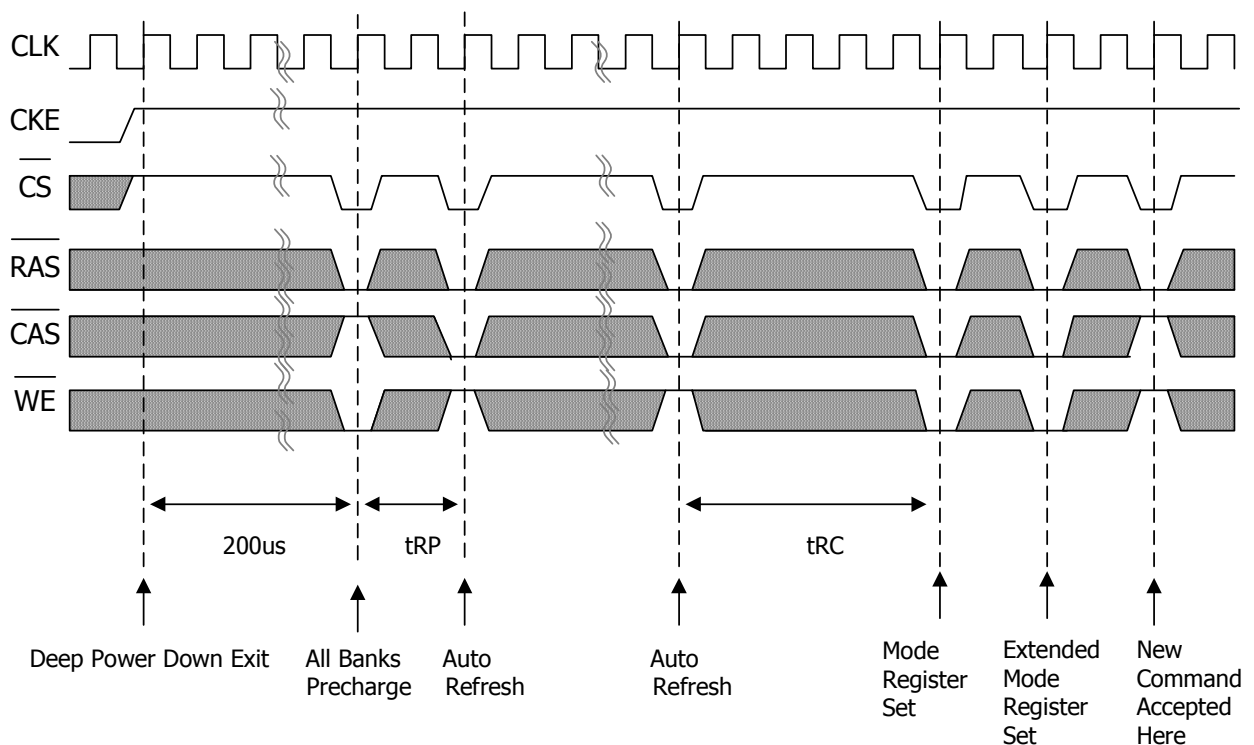 CLK
CKE
CS
RAS
CAS
WE
200us
tRP
tRC
Deep Power Down Exit
All Banks
Precharge
Auto
Refresh
Auto
Refresh
Mode
Register
Set
Extended
Mode
Register
Set
New
Command
Accepted
Here